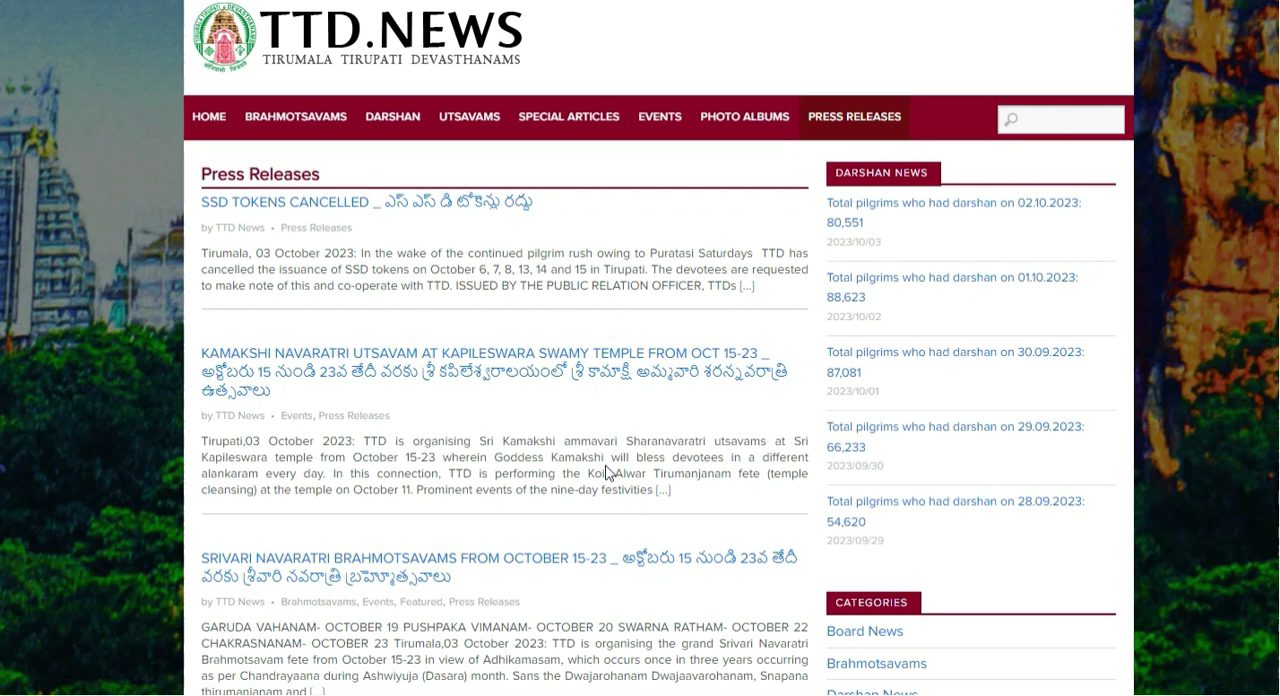 TTD.NEWS
TIRUMALA TIRUPATI DEVASTHANAMS
HOME BRAHMOTSAVAMS DARSHAN UTSAVAMS SPECIAL ARTICLES EVENTS PHOTO ALBUMS PRESS RELEASES
Press Releases
SSD TOKENS CANCELLED _ ఎస్ ఎస్ డి టోకెన్లు రద్దు
by TTD News • Press Releases
Tirumala, 03 October 2023: In the wake of the continued pilgrim rush owing to Puratasi Saturdays TTD has
cancelled the issuance of SSD tokens on October 6, 7, 8, 13, 14 and 15 in Tirupati. The devotees are requested
to make note of this and co-operate with TTD. ISSUED BY THE PUBLIC RELATION OFFICER, TTDs [...]
KAMAKSHI NAVARATRI UTSAVAM AT KAPILESWARA SWAMY TEMPLE FROM OCT 15-23 _
అక్టోబరు 15 నుండి 23వ తేదీ వరకు శ్రీ కపిలేశ్వరాలయంలో శ్రీ కామాక్షి అమ్మవారి శరన్నవరాత్రి
ఉత్సవాలు
by TTD News • Events, Press Releases
Tirupati,03 October 2023: TTD is organising Sri Kamakshi ammavari Sharanavaratri utsavams at Sri
Kapileswara temple from October 15-23 wherein Goddess Kamakshi will bless devotees in a different
alankaram every day. In this connection, TTD is performing the Koil Alwar Tirumanjanam fete (temple
cleansing) at the temple on October 11. Prominent events of the nine-day festivities [...]
SRIVARI NAVARATRI BRAHMOTSAVAMS FROM OCTOBER 15-23 _ అక్టోబరు 15 నుండి 23వ తేదీ
వరకు శ్రీవారి నవరాత్రి బ్రహ్మోత్సవాలు
by TTD News • Brahmotsavams, Events, Featured, Press Releases
GARUDA VAHANAM- OCTOBER 19 PUSHPAKA VIMANAM- OCTOBER 20 SWARNA RATHAM- OCTOBER 22
CHAKRASNANAM- OCTOBER 23 Tirumala,03 October 2023: TTD is organising the grand Srivari Navaratri
Brahmotsavam fete from October 15-23 in view of Adhikamasam, which occurs once in three years occurring
as per Chandrayaana during Ashwiyuja (Dasara) month. Sans the Dwajarohanam Dwajaavarohanam, Snapana
thirumanjanam and [...]
DARSHAN NEWS
Total pilgrims who had darshan on 02.10.2023:
80,551
2023/10/03
Total pilgrims who had darshan on 01.10.2023:
88,623
2023/10/02
Total pilgrims who had darshan on 30.09.2023:
87,081
2023/10/01
Total pilgrims who had darshan on 29.09.2023:
66,233
2023/09/30
Total pilgrims who had darshan on 28.09.2023:
54,620
2023/09/29
CATEGORIES
Board News
Brahmotsavams
Darshan News